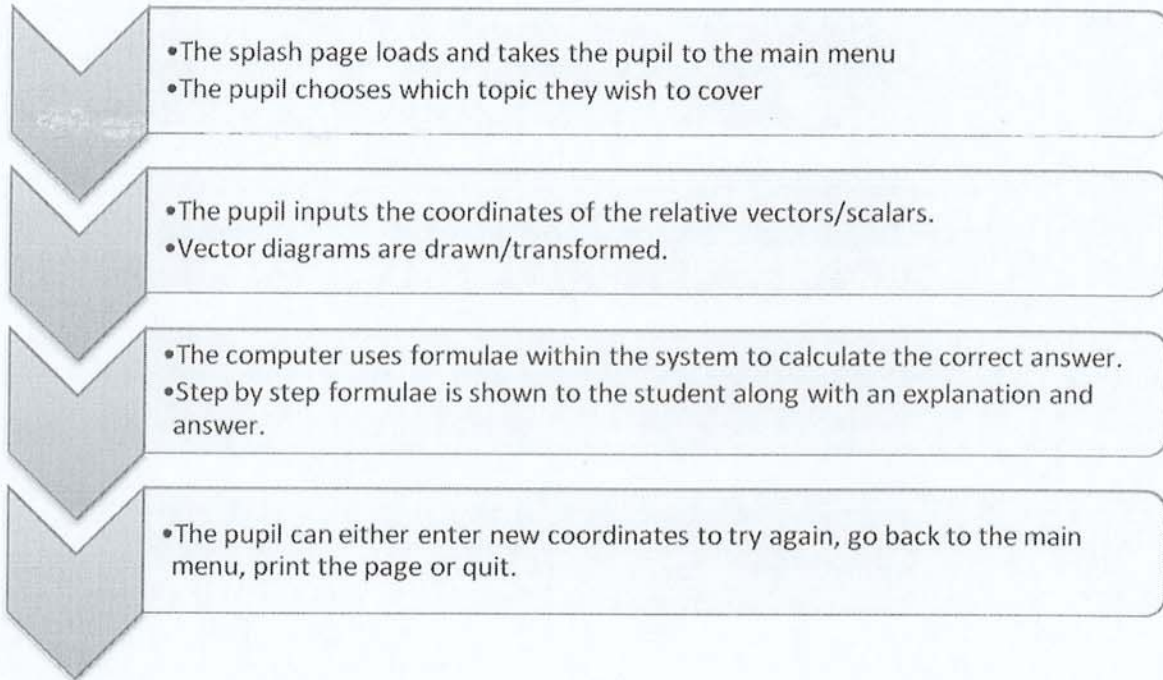 •The splash page loads and takes the pupil to the main menu
•The pupil chooses which topic they wish to cover
•The pupil inputs the coordinates of the relative vectors/scalars.
•Vector diagrams are drawn/transformed.
•The computer uses formulae within the system to calculate the correct answer.
•Step by step formulae is shown to the student along with an explanation and
answer.
•The pupil can either enter new coordinates to try again, go back to the main
menu, print the page or quit.